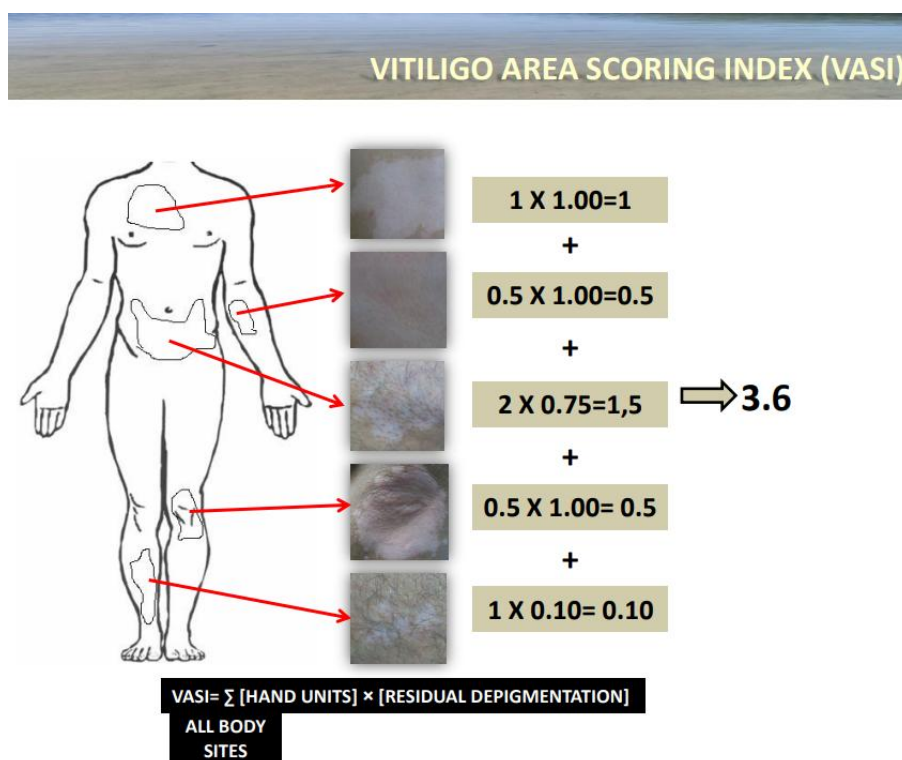 VITILIGO AREA SCORING INDEX (VASI)
1 X 1.00=1
+
0.5 X 1.00=0.5
+
2 X 0.75=1,5
3.6
+
0.5 X 1.00= 0.5
+
1 X 0.10= 0.10
VASI= ∑ [HAND UNITS] × [RESIDUAL DEPIGMENTATION]
ALL BODY
SITES